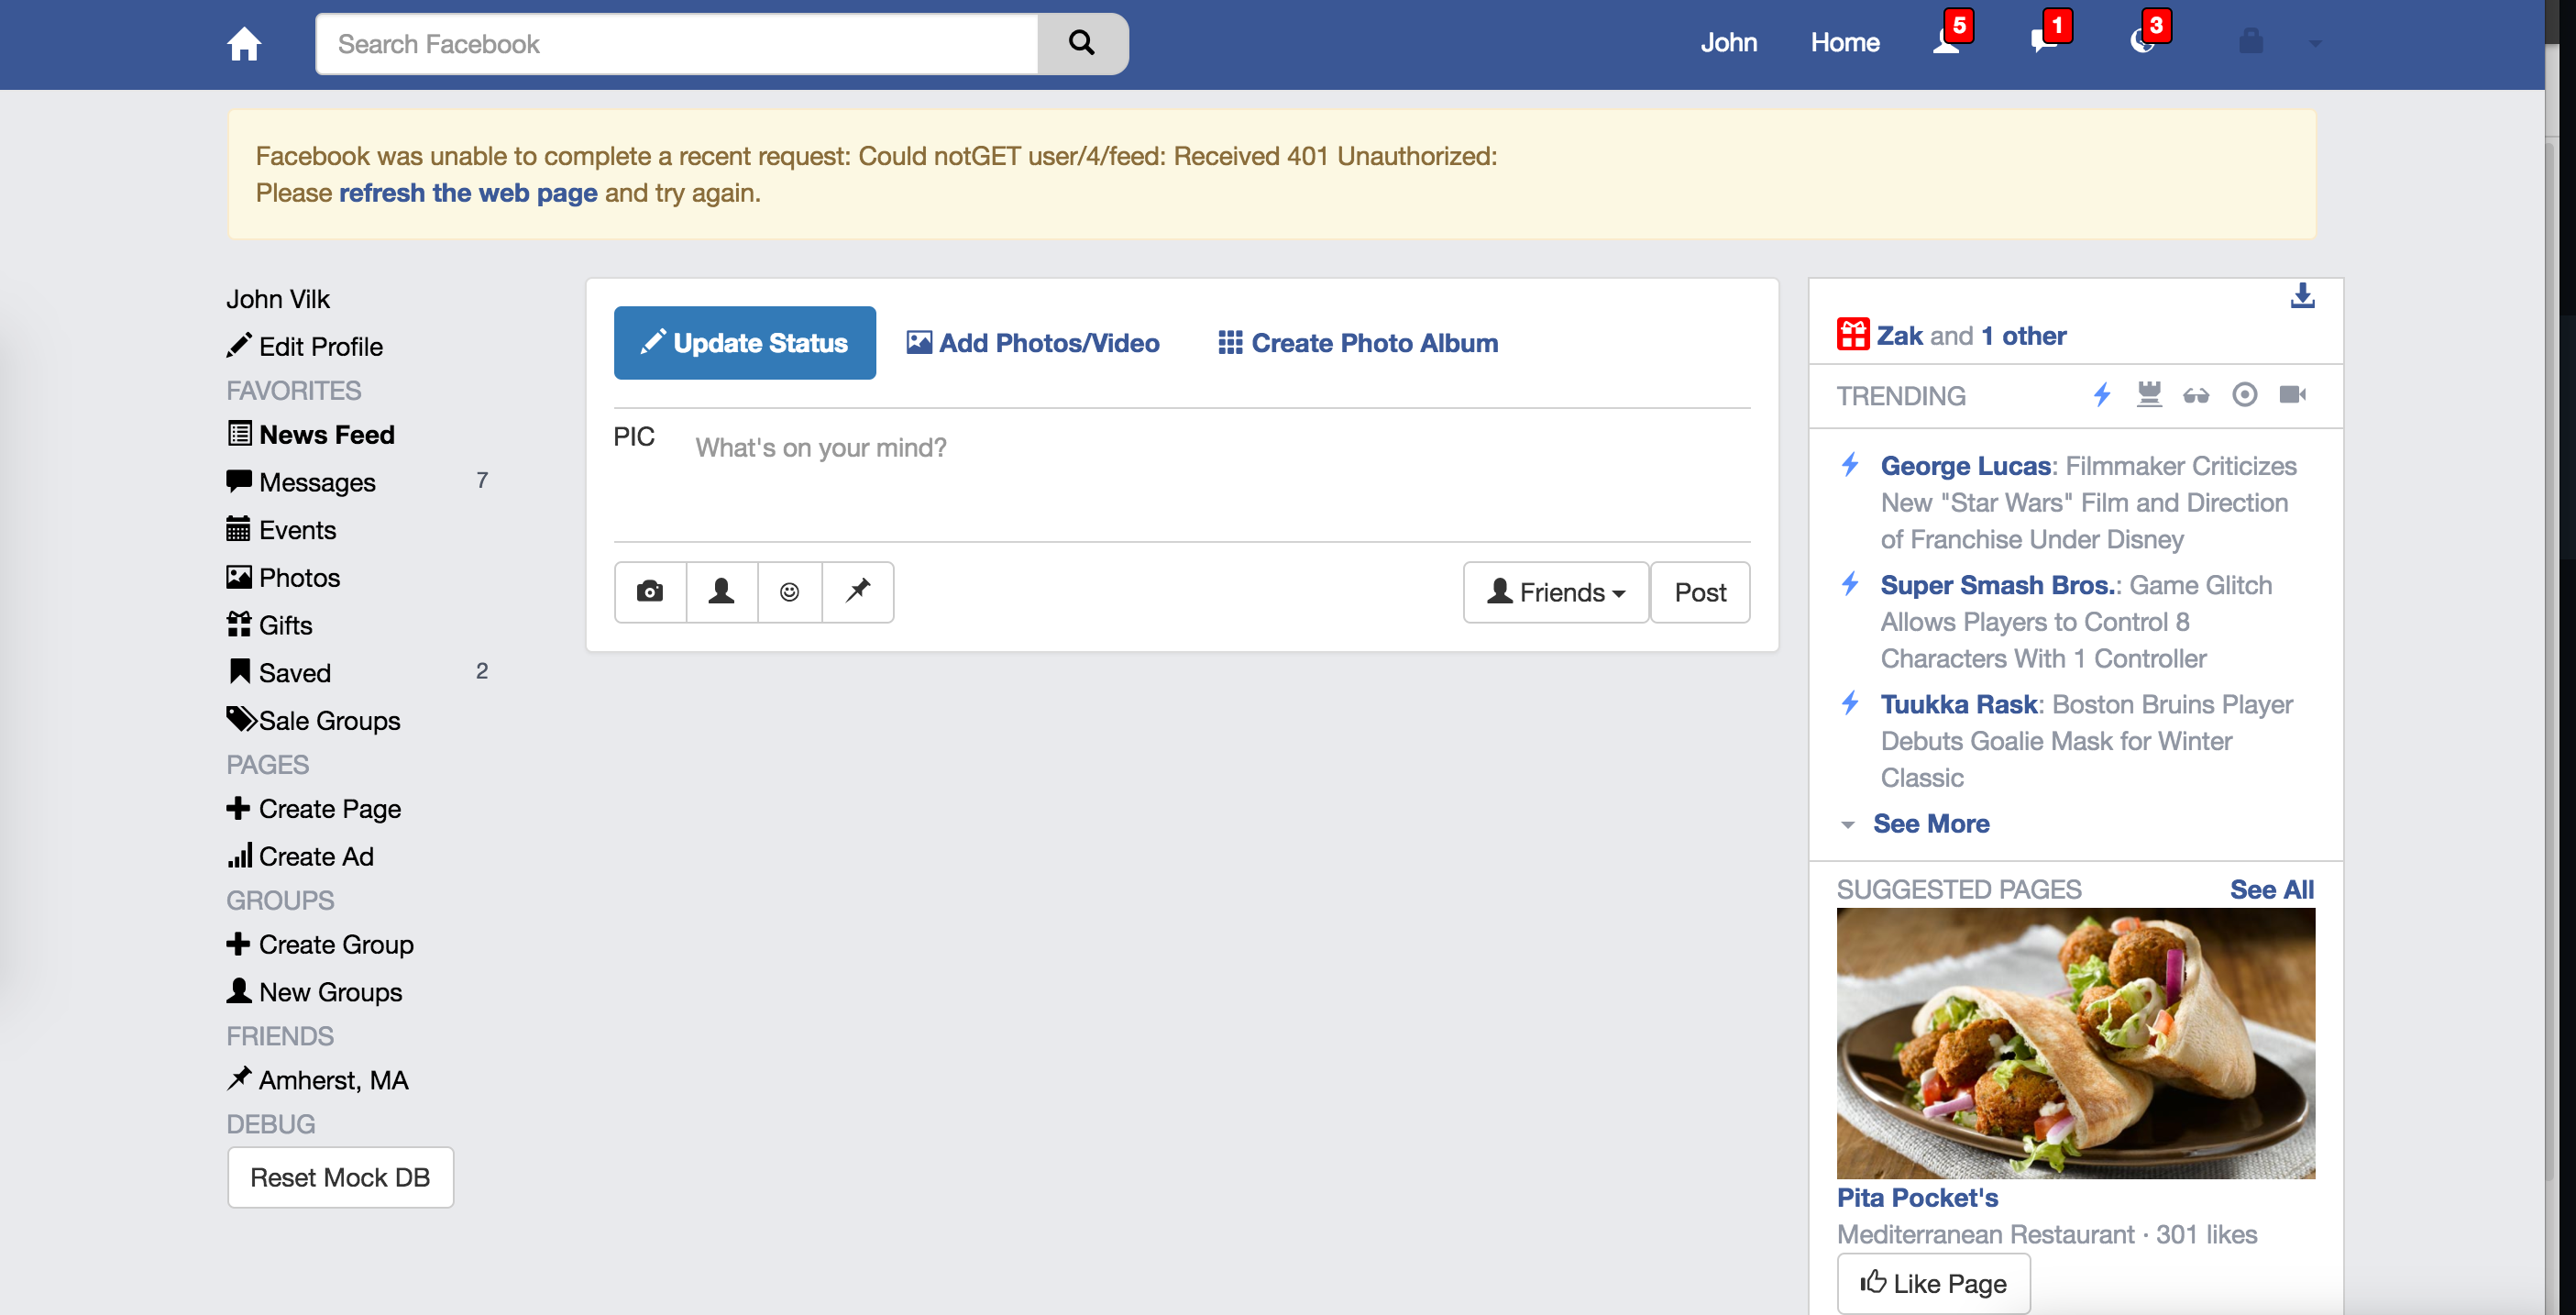 Search Facebook
John
Home
5
1
3
Facebook was unable to complete a recent request: Could notGET user/4/feed: Received 401 Unauthorized:
Please refresh the web page and try again.
John Vilk
Edit Profile
FAVORITES
News Feed
Messages 7
Events
Photos
Gifts
Saved 2
Sale Groups
PAGES
Create Page
Create Ad
GROUPS
Create Group
New Groups
FRIENDS
Amherst, MA
DEBUG
Reset Mock DB
Update Status
Add Photos/Video
Create Photo Album
PIC
What's on your mind?
Friends
Post
Zak and 1 other
TRENDING
George Lucas: Filmmaker Criticizes
New "Star Wars" Film and Direction
of Franchise Under Disney
Super Smash Bros.: Game Glitch
Allows Players to Control 8
Characters With 1 Controller
Tuukka Rask: Boston Bruins Player
Debuts Goalie Mask for Winter
Classic
See More
SUGGESTED PAGES See All
Pita Pocket's
Mediterranean Restaurant · 301 likes
Like Page